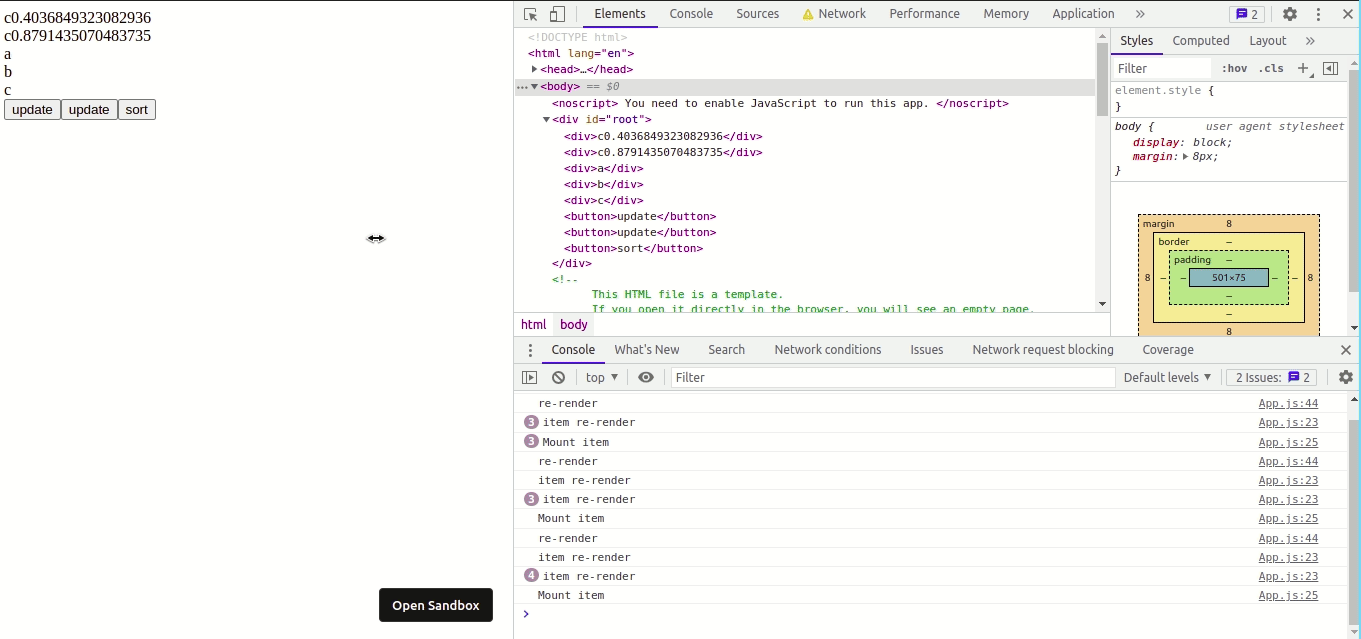 c0.4036849323082936
c0.8791435070483735
a
b
c
update update sort
Open Sandbox
Elements Console Sources Network Performance Memory Application » 2
<!DOCTYPE html>
<html lang="en">
<head>…</head>
<body> == $0
<noscript> You need to enable JavaScript to run this app. </noscript>
<div id="root">
<div>c0.4036849323082936</div>
<div>c0.8791435070483735</div>
<div>a</div>
<div>b</div>
<div>c</div>
<button>update</button>
<button>update</button>
<button>sort</button>
</div>
<!--
This HTML file is a template.
If you open it directly in the browser, you will see an empty page.
html body
Styles Computed Layout »
Filter :hov .cls
element.style {
}
body { user agent stylesheet
display: block;
margin: 8px;
}
margin 8
border –
padding –
8 – – 501×75 – – 8
–
–
8
Console What's New Search Network conditions Issues Network request blocking Coverage
top Filter Default levels 2 Issues: 2
re-render App.js:44
3 item re-render App.js:23
3 Mount item App.js:25
re-render App.js:44
item re-render App.js:23
3 item re-render App.js:23
Mount item App.js:25
re-render App.js:44
item re-render App.js:23
4 item re-render App.js:23
Mount item App.js:25